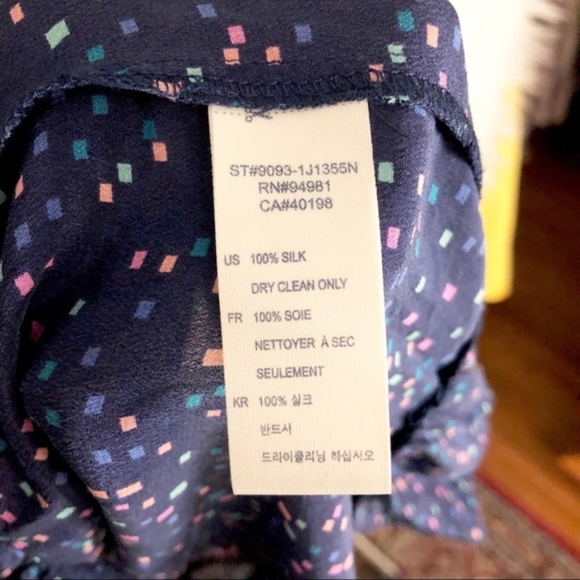 ST#9093-1J1355N
RN#94981
CA#40198
US 100% SILK
DRY CLEAN ONLY
FR 100% SOIE
NETTOYER À SEC
SEULEMENT
KR 100% 실크
반드시
드라이클리닝 하십시오